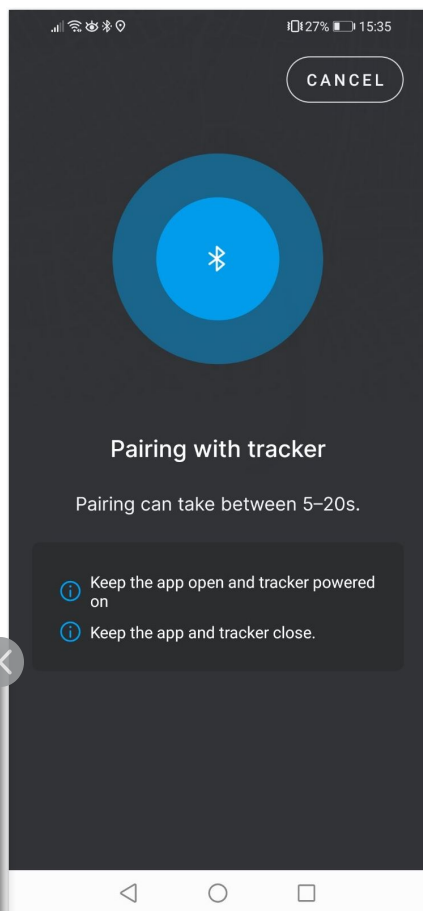 27% 15:35
CANCEL
Pairing with tracker
Pairing can take between 5–20s.
Keep the app open and tracker powered
on
Keep the app and tracker close.